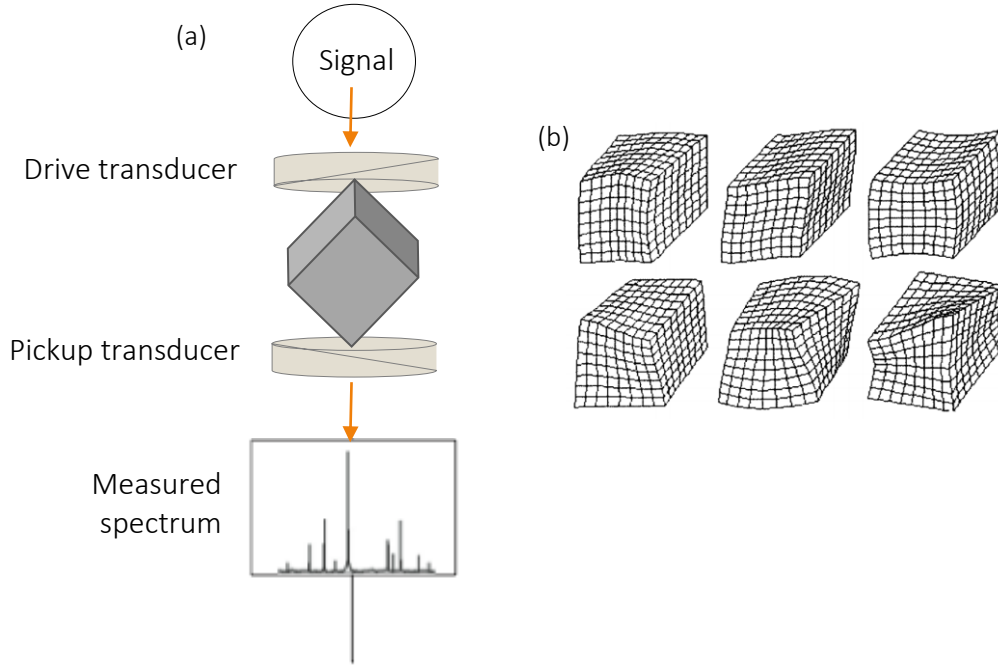 (a)
Signal
Drive transducer
(b)
Pickup transducer
Measured
spectrum